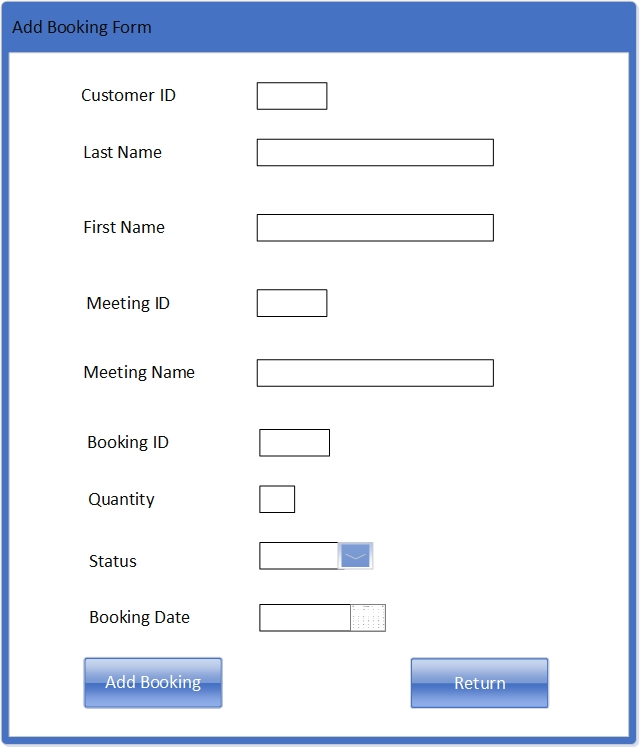 Add Booking Form
Customer ID
Last Name
First Name
Meeting ID
Meeting Name
Booking ID
Quantity
Status
Booking Date
Add Booking
Return